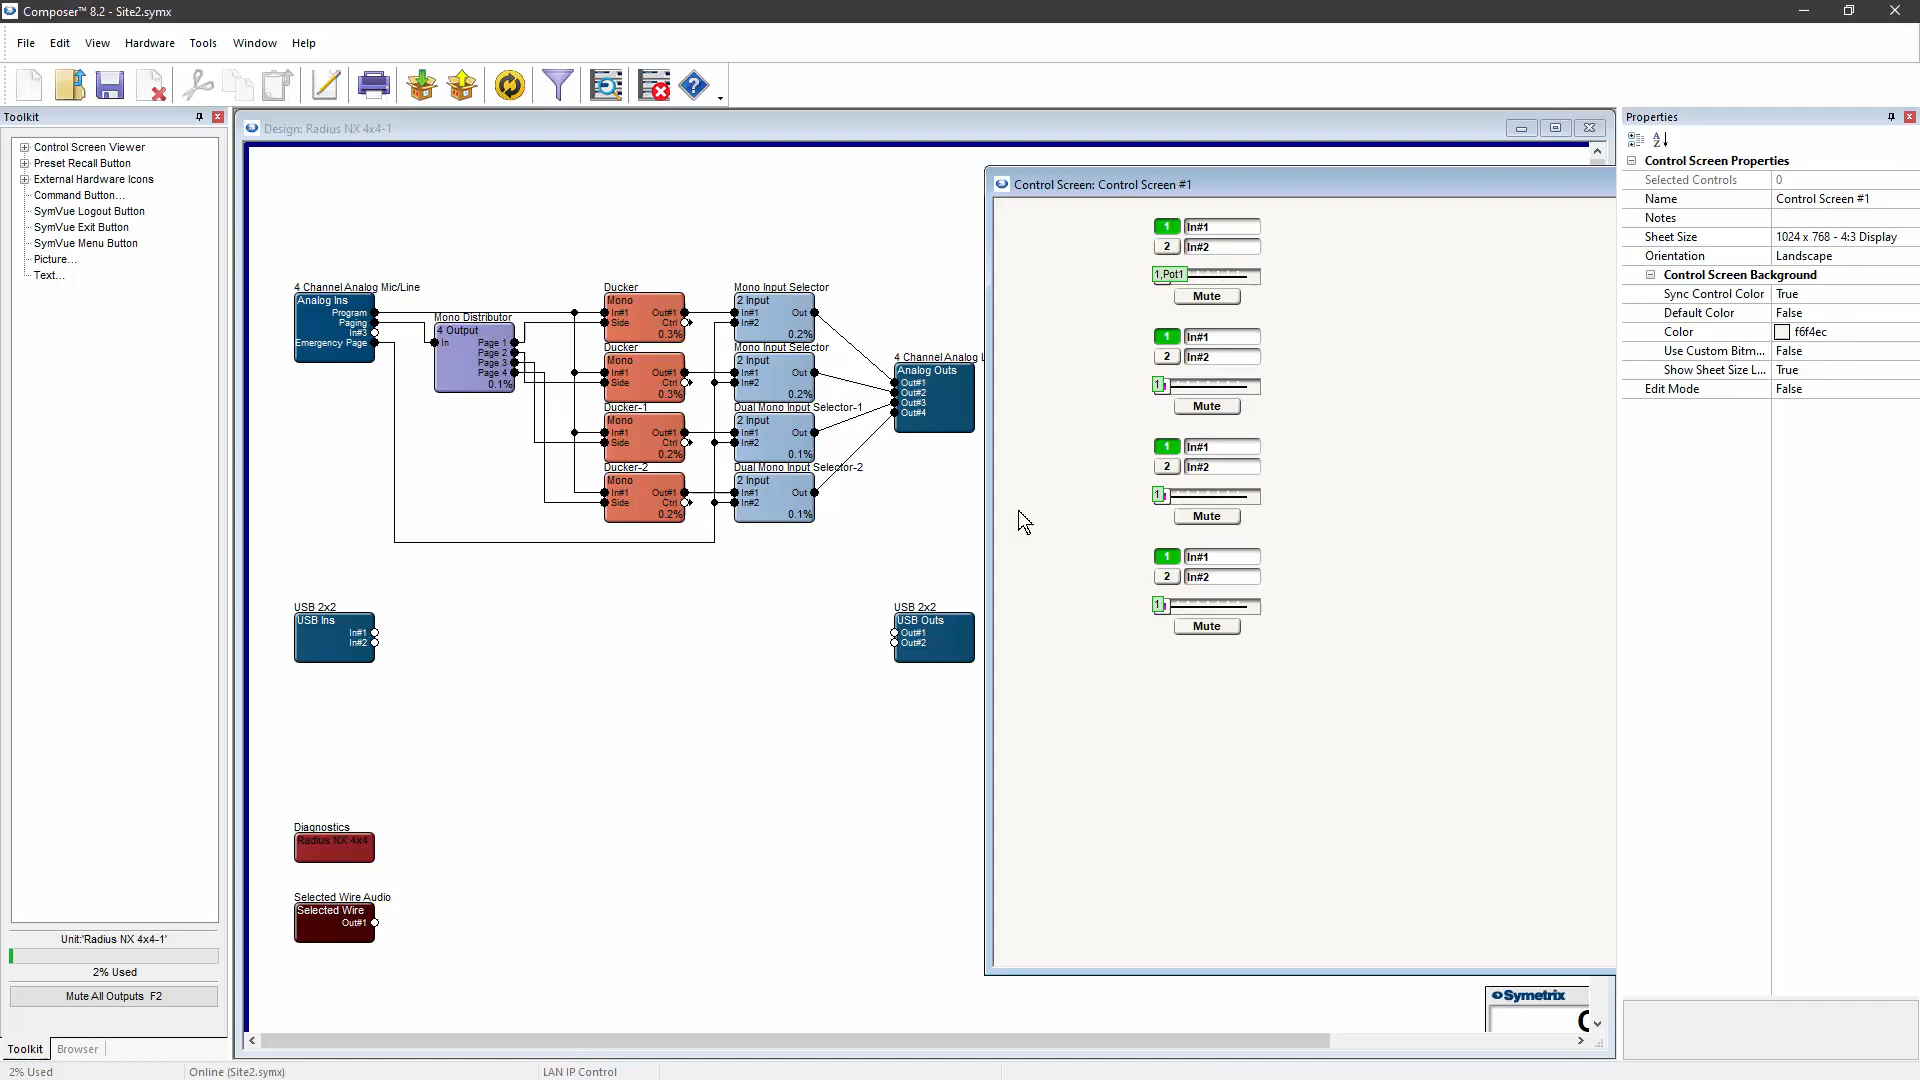 Composer™ 8.2 - Site2.symx
File Edit View Hardware Tools Window Help
Toolkit
Control Screen Viewer
Preset Recall Button
External Hardware Icons
Command Button...
SymVue Logout Button
SymVue Exit Button
SymVue Menu Button
Picture...
Text...
Unit:'Radius NX 4x4-1'
2% Used
Mute All Outputs F2
Toolkit Browser
Design: Radius NX 4x4-1
4 Channel Analog Mic/Line
Analog Ins
Program
Paging
In#3
Emergency Page
Mono Distributor
4 Output
In Page 1
Page 2
Page 3
Page 4
0.1%
Ducker
Mono
In#1 Out#1
Side Ctrl
0.3%
Ducker
Mono
In#1 Out#1
Side Ctrl
0.3%
Ducker-1
Mono
In#1 Out#1
Side Ctrl
0.2%
Ducker-2
Mono
In#1 Out#1
Side Ctrl
0.2%
Mono Input Selector
2 Input
In#1 Out
In#2
0.2%
Mono Input Selector
2 Input
In#1 Out
In#2
0.2%
Dual Mono Input Selector-1
2 Input
In#1 Out
In#2
0.1%
Dual Mono Input Selector-2
2 Input
In#1 Out
In#2
0.1%
4 Channel Analog L
Analog Outs
Out#1
Out#2
Out#3
Out#4
USB 2x2
USB Ins
In#1
In#2
USB 2x2
USB Outs
Out#1
Out#2
Diagnostics
Radius NX 4x4
Selected Wire Audio
Selected Wire
Out#1
Symetrix
Control Screen: Control Screen #1
1 In#1
2 In#2
1,Pot1
Mute
1 In#1
2 In#2
1
Mute
1 In#1
2 In#2
1
Mute
1 In#1
2 In#2
1
Mute
Properties
Control Screen Properties
Selected Controls 0
Name Control Screen #1
Notes
Sheet Size 1024 x 768 - 4:3 Display
Orientation Landscape
Control Screen Background
Sync Control Color True
Default Color False
Color f6f4ec
Use Custom Bitm... False
Show Sheet Size L... True
Edit Mode False
2% Used Online (Site2.symx) LAN IP Control